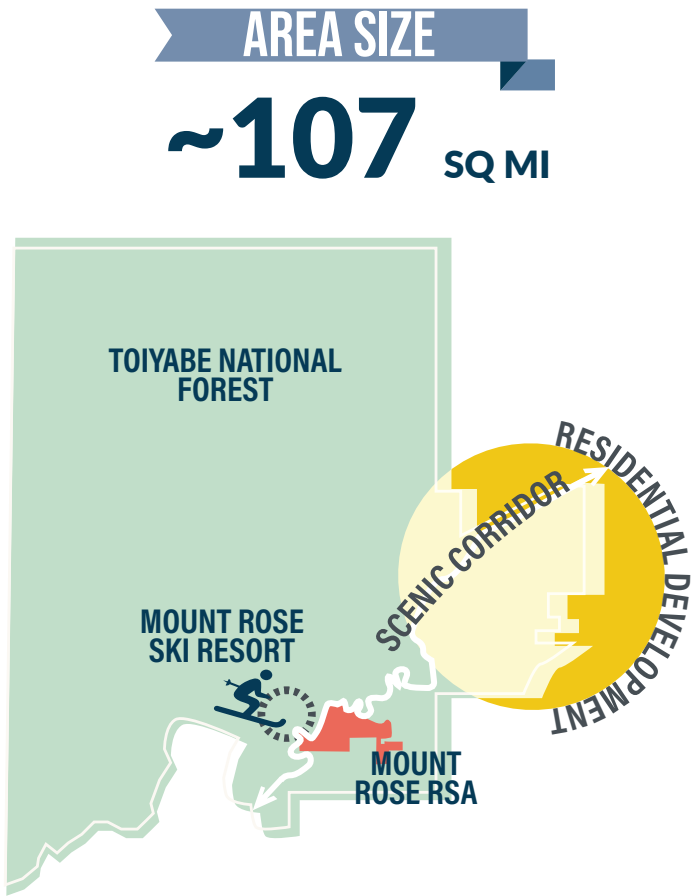 AREA SIZE
~107 SQ MI
TOIYABE NATIONAL
FOREST
RESIDENTIAL DEVELOPMENT
SCENIC CORRIDOR
MOUNT ROSE
SKI RESORT
MOUNT
ROSE RSA